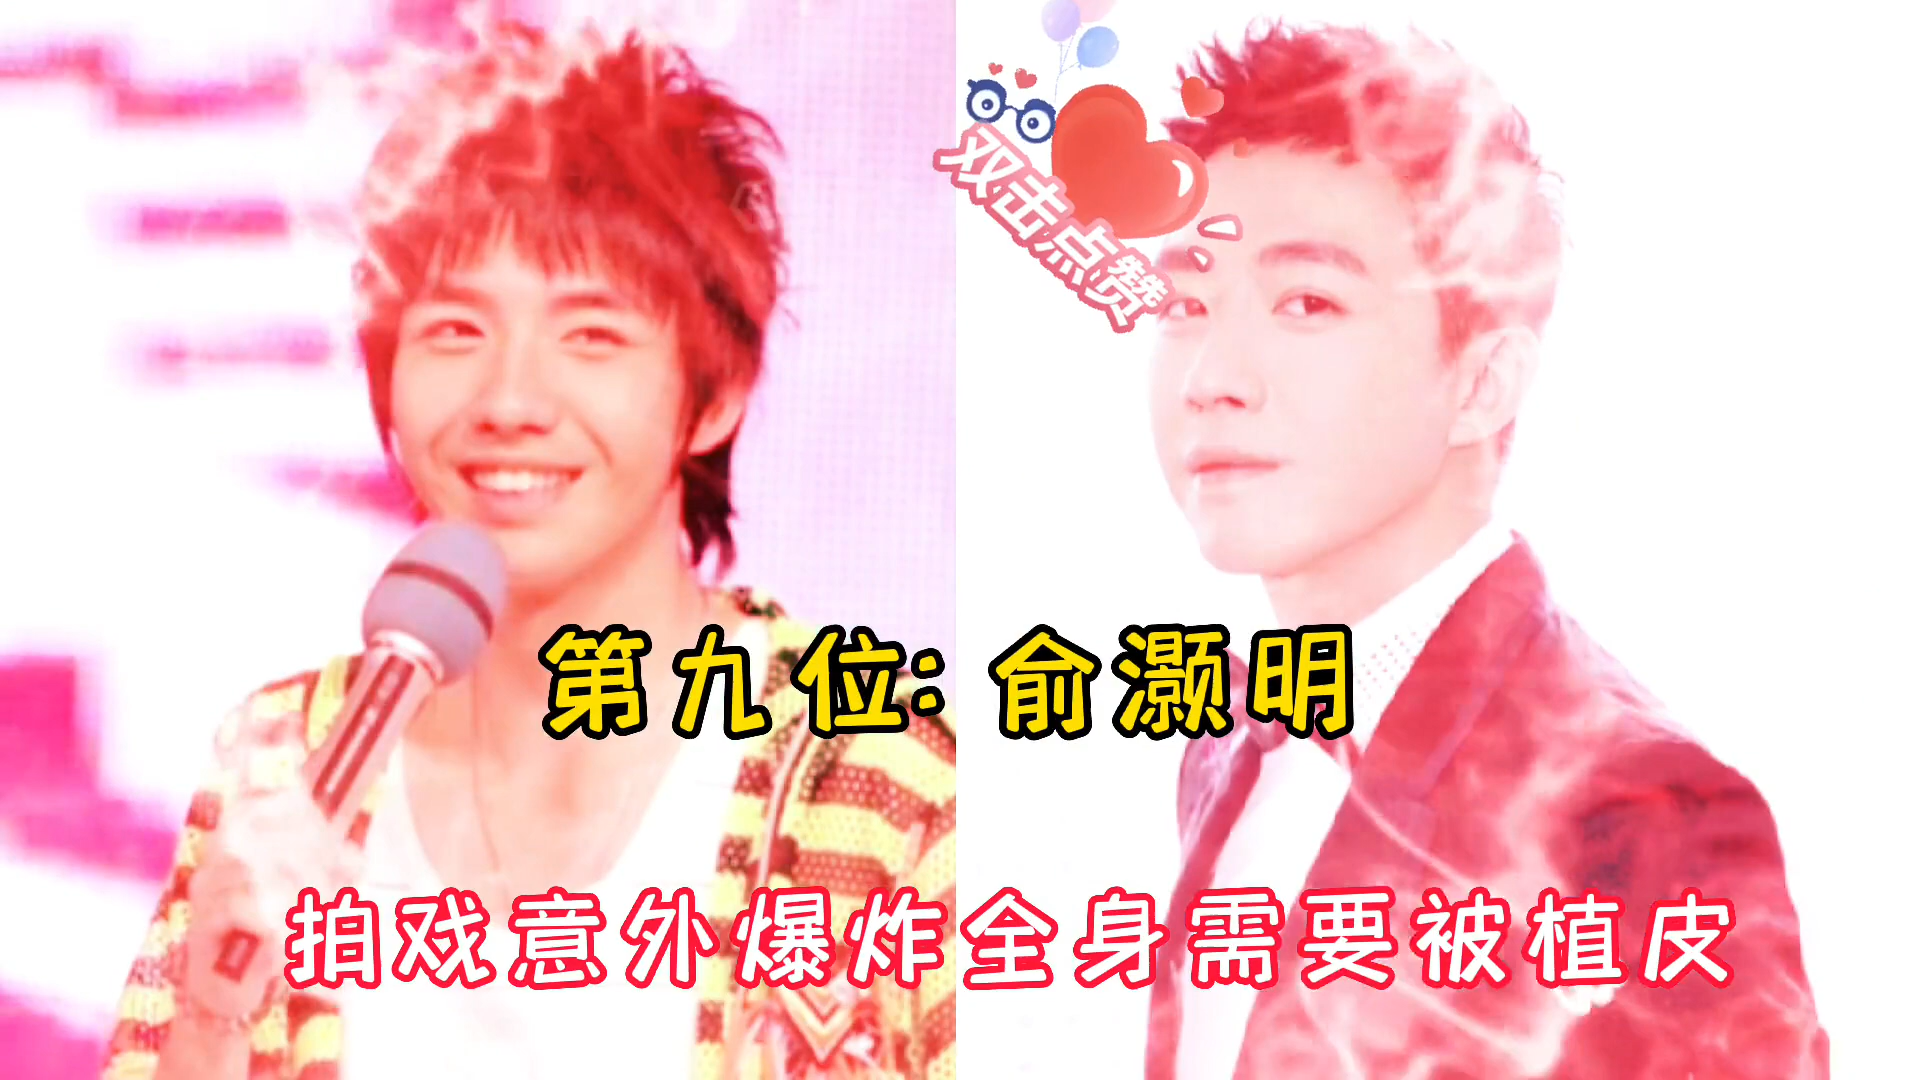 双击点赞
第九位: 俞灏明
拍戏意外爆炸全身需要被植皮